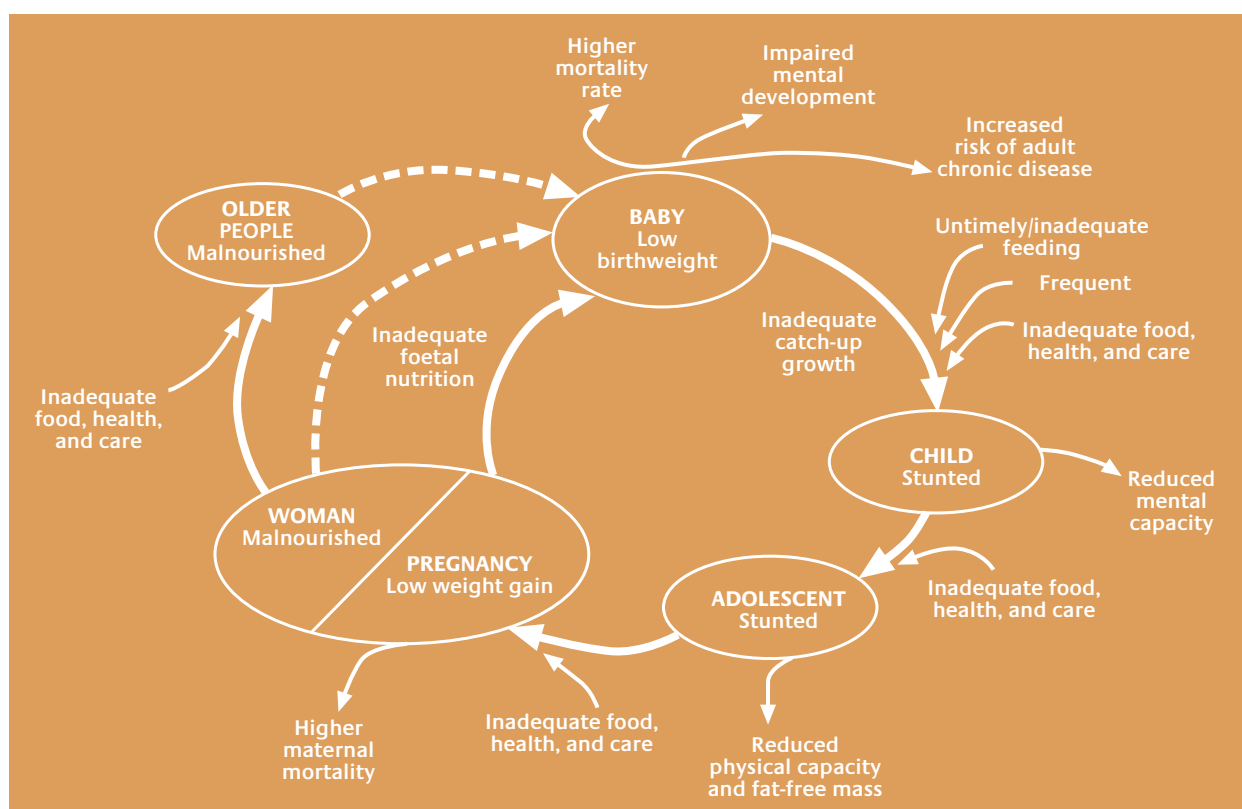 Higher
mortality
rate
Impaired
mental
development
Increased
risk of adult
chronic disease
OLDER
PEOPLE
Malnourished
BABY
Low
birthweight
Untimely/inadequate
feeding
Frequent
Inadequate food,
health, and care
Inadequate
catch-up
growth
Inadequate
foetal
nutrition
Inadequate
food, health,
and care
CHILD
Stunted
Reduced
mental
capacity
WOMAN
Malnourished
PREGNANCY
Low weight gain
ADOLESCENT
Stunted
Inadequate food,
health, and care
Higher
maternal
mortality
Inadequate food,
health, and care
Reduced
physical capacity
and fat-free mass